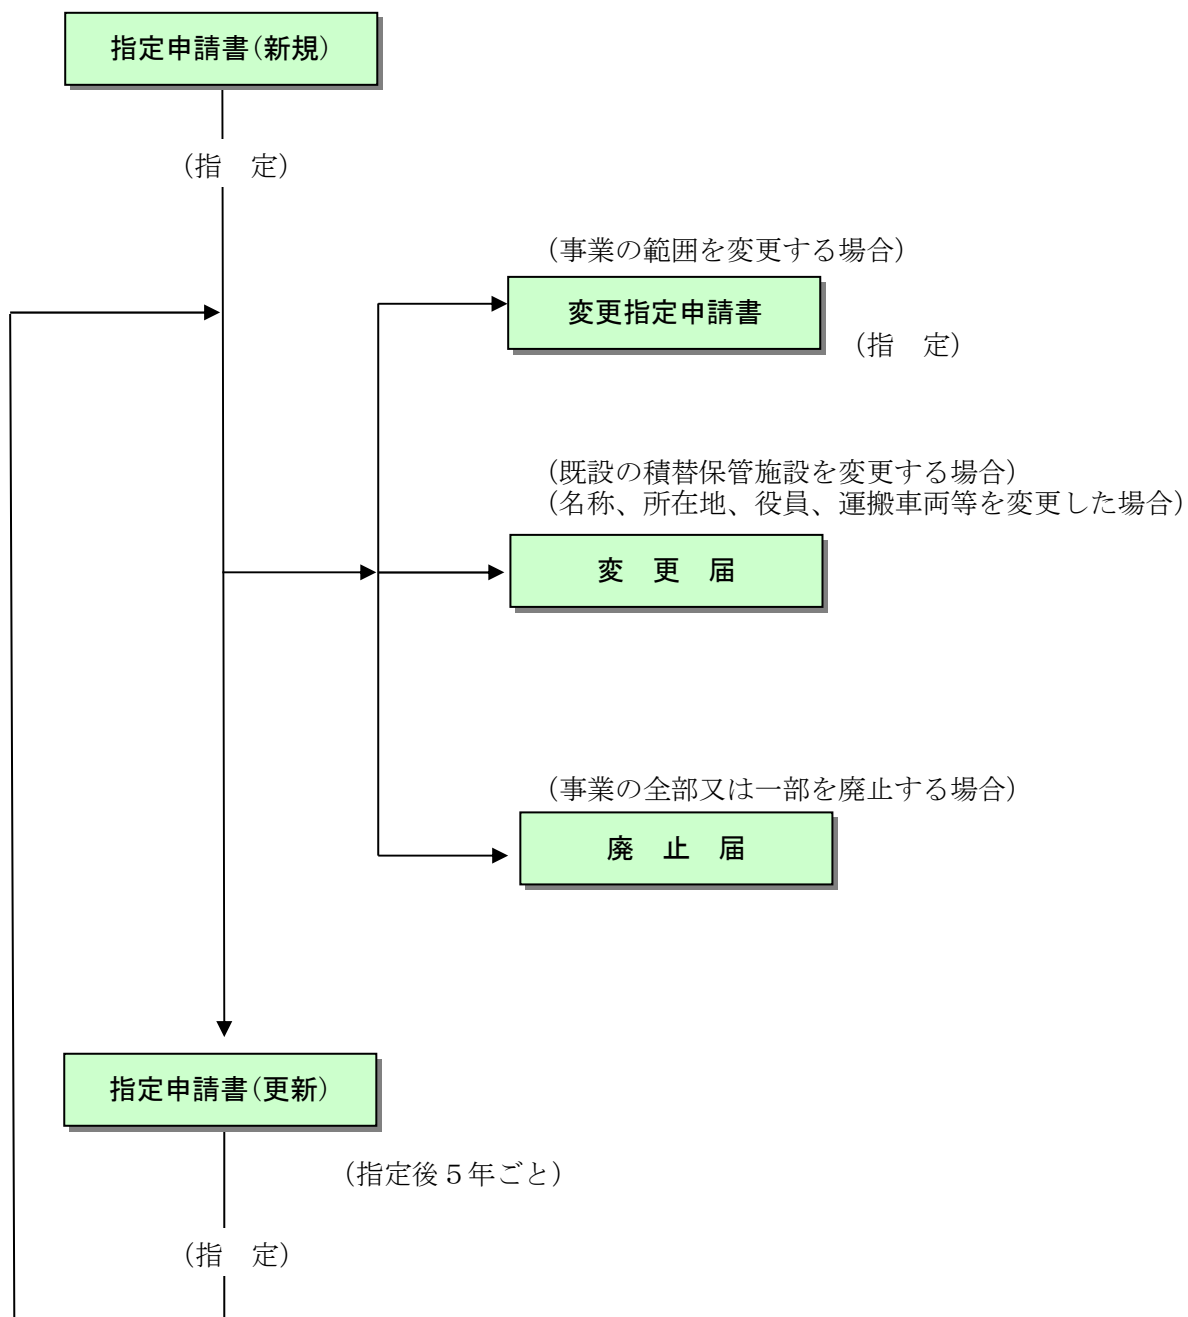 指定申請書（新規）
（指　定）
（事業の範囲を変更する場合）
変更指定申請書
（指　定）
（既設の積替保管施設を変更する場合）
（名称、所在地、役員、運搬車両等を変更した場合）
変　更　届
（事業の全部又は一部を廃止する場合）
廃　止　届
指定申請書（更新）
（指定後５年ごと）
（指　定）